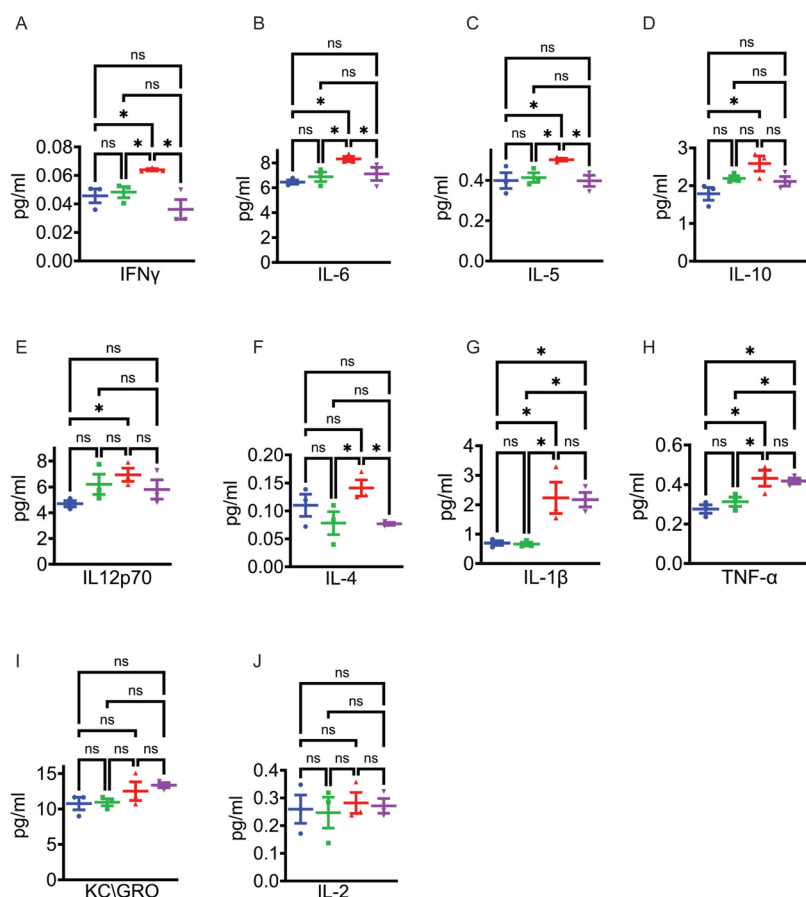 A
ns
ns
*
ns
*
*
0.08
0.06
0.04
0.02
0.00
pg/ml
IFNγ
B
ns
ns
*
ns
*
*
8
6
4
2
0
pg/ml
IL-6
C
ns
ns
*
ns
*
*
0.4
0.2
0.0
pg/ml
IL-5
D
ns
ns
*
ns
ns
ns
3
2
1
0
pg/ml
IL-10
E
ns
ns
*
ns
ns
ns
8
6
4
2
0
pg/ml
IL12p70
F
ns
ns
ns
ns
*
*
0.20
0.15
0.10
0.05
0.00
pg/ml
IL-4
G
*
*
*
ns
*
ns
4
3
2
1
0
pg/ml
IL-1β
H
*
*
*
ns
*
ns
0.6
0.4
0.2
0.0
pg/ml
TNF-α
I
ns
ns
ns
ns
ns
ns
15
10
5
0
pg/ml
KC\GRO
J
ns
ns
ns
ns
ns
ns
0.4
0.3
0.2
0.1
0.0
pg/ml
IL-2